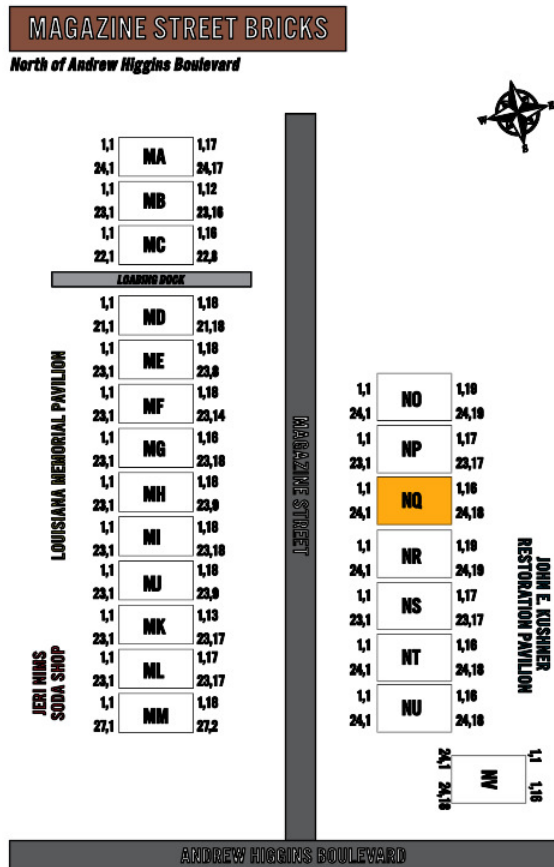 MAGAZINE STREET BRICKS
North of Andrew Higgins Boulevard
N
W
E
S
1,1 MA 1,17
24,1 24,17
1,1 MB 1,12
23,1 23,16
1,1 MC 1,16
22,1 22,8
LOADING DOCK
1,1 MD 1,18
21,1 21,18
1,1 ME 1,18
23,1 23,8
1,1 MF 1,18
23,1 23,14
1,1 MG 1,16
23,1 23,18
1,1 MH 1,18
23,1 23,9
1,1 MI 1,18
23,1 23,18
1,1 MJ 1,18
23,1 23,9
1,1 MK 1,13
23,1 23,17
1,1 ML 1,17
23,1 23,17
1,1 MM 1,18
27,1 27,2
LOUISIANA MEMORIAL PAVILION
JERI NIMS
SODA SHOP
MAGAZINE STREET
1,1 NO 1,19
24,1 24,19
1,1 NP 1,17
23,1 23,17
1,1 NQ 1,16
24,1 24,18
1,1 NR 1,19
24,1 24,19
1,1 NS 1,17
23,1 23,17
1,1 NT 1,16
24,1 24,18
1,1 NU 1,16
24,1 24,18
JOHN E. KUSHNER
RESTORATION PAVILION
1,1 NV 1,16
24,1 24,18
ANDREW HIGGINS BOULEVARD